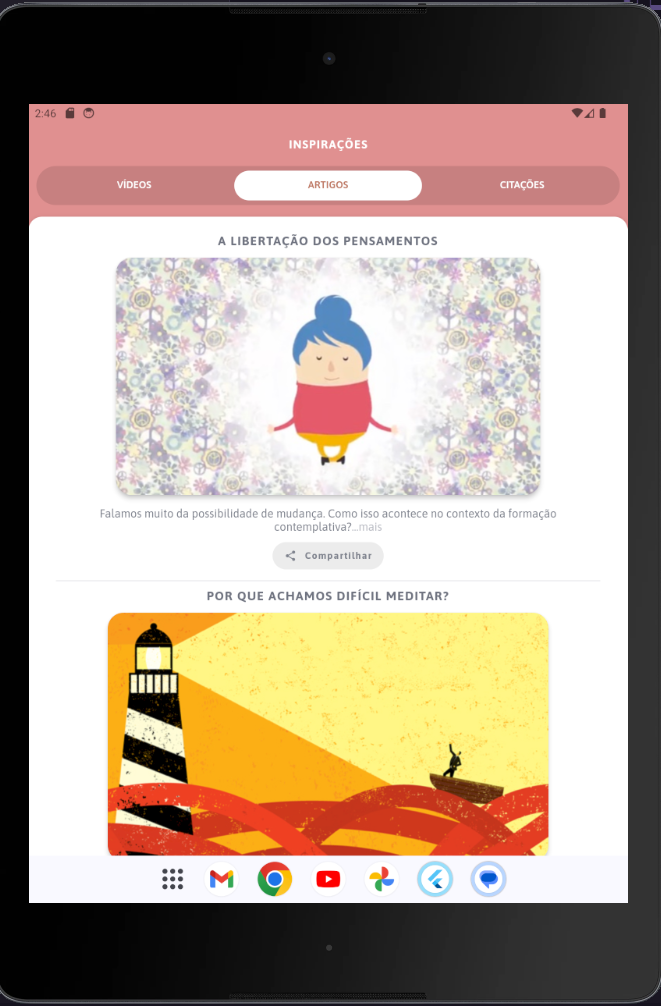 2:46
INSPIRAÇÕES
VÍDEOS
ARTIGOS
CITAÇÕES
A LIBERTAÇÃO DOS PENSAMENTOS
Falamos muito da possibilidade de mudança. Como isso acontece no contexto da formação
contemplativa?...mais
Compartilhar
POR QUE ACHAMOS DIFÍCIL MEDITAR?